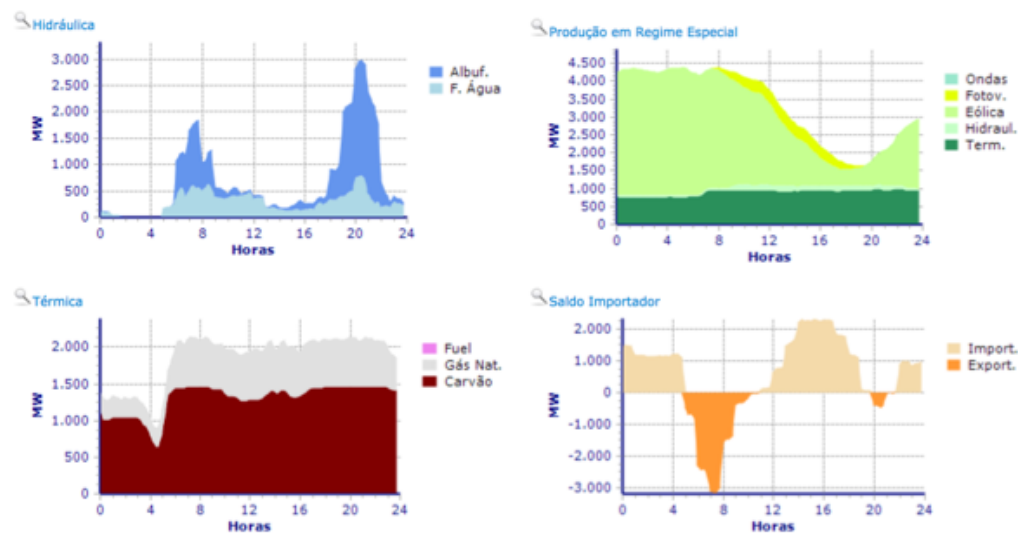 Hidráulica
3.000
2.500
2.000
1.500
1.000
500
0
MW
0 4 8 12 16 20 24
Horas
Albuf.
F. Água
Produção em Regime Especial
4.500
4.000
3.500
3.000
2.500
2.000
1.500
1.000
500
0
MW
0 4 8 12 16 20 24
Horas
Ondas
Fotov.
Eólica
Hidraul.
Term.
Térmica
2.000
1.500
1.000
500
0
MW
0 4 8 12 16 20 24
Horas
Fuel
Gás Nat.
Carvão
Saldo Importador
2.000
1.000
0
-1.000
-2.000
-3.000
MW
0 4 8 12 16 20 24
Horas
Import.
Export.